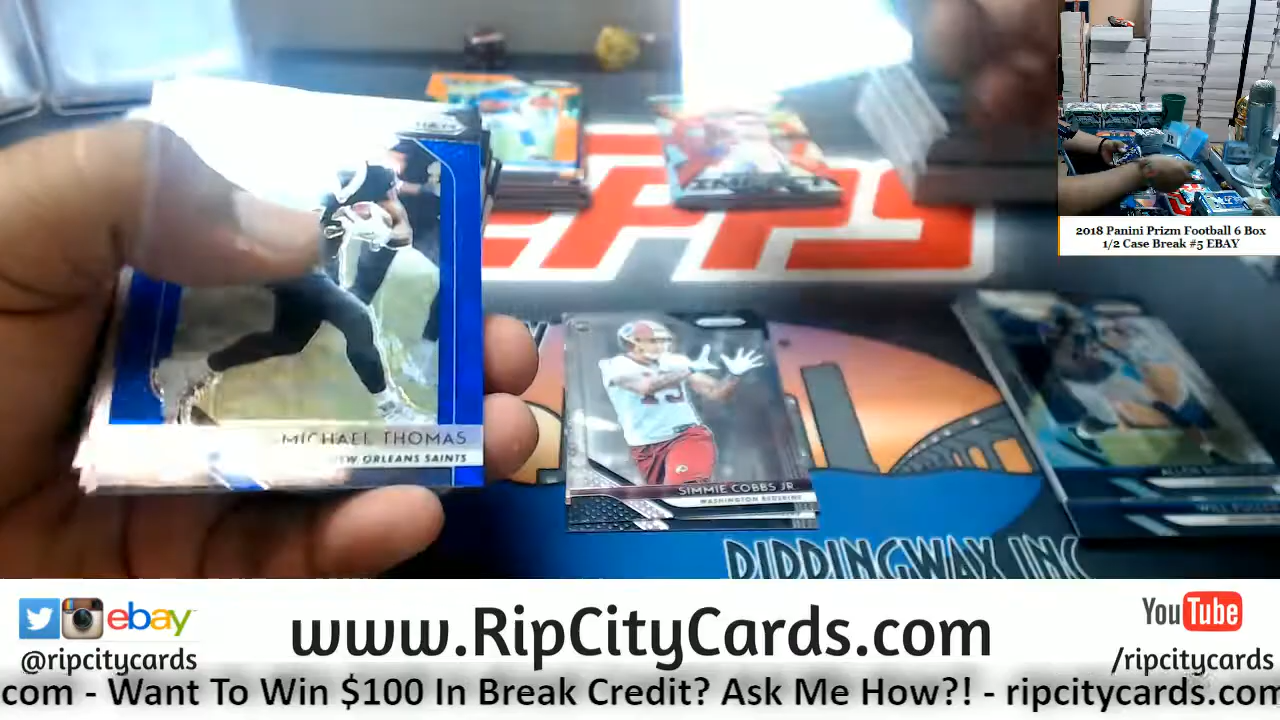 MICHAEL THOMAS
NEW ORLEANS SAINTS
SIMMIE COBBS JR
WASHINGTON REDSKINS
RIPPINGWAX INC
2018 Panini Prizm Football 6 Box
1/2 Case Break #5 EBAY
ebay
@ripcitycards
www.RipCityCards.com
YouTube
/ripcitycards
com - Want To Win $100 In Break Credit? Ask Me How?! - ripcitycards.com